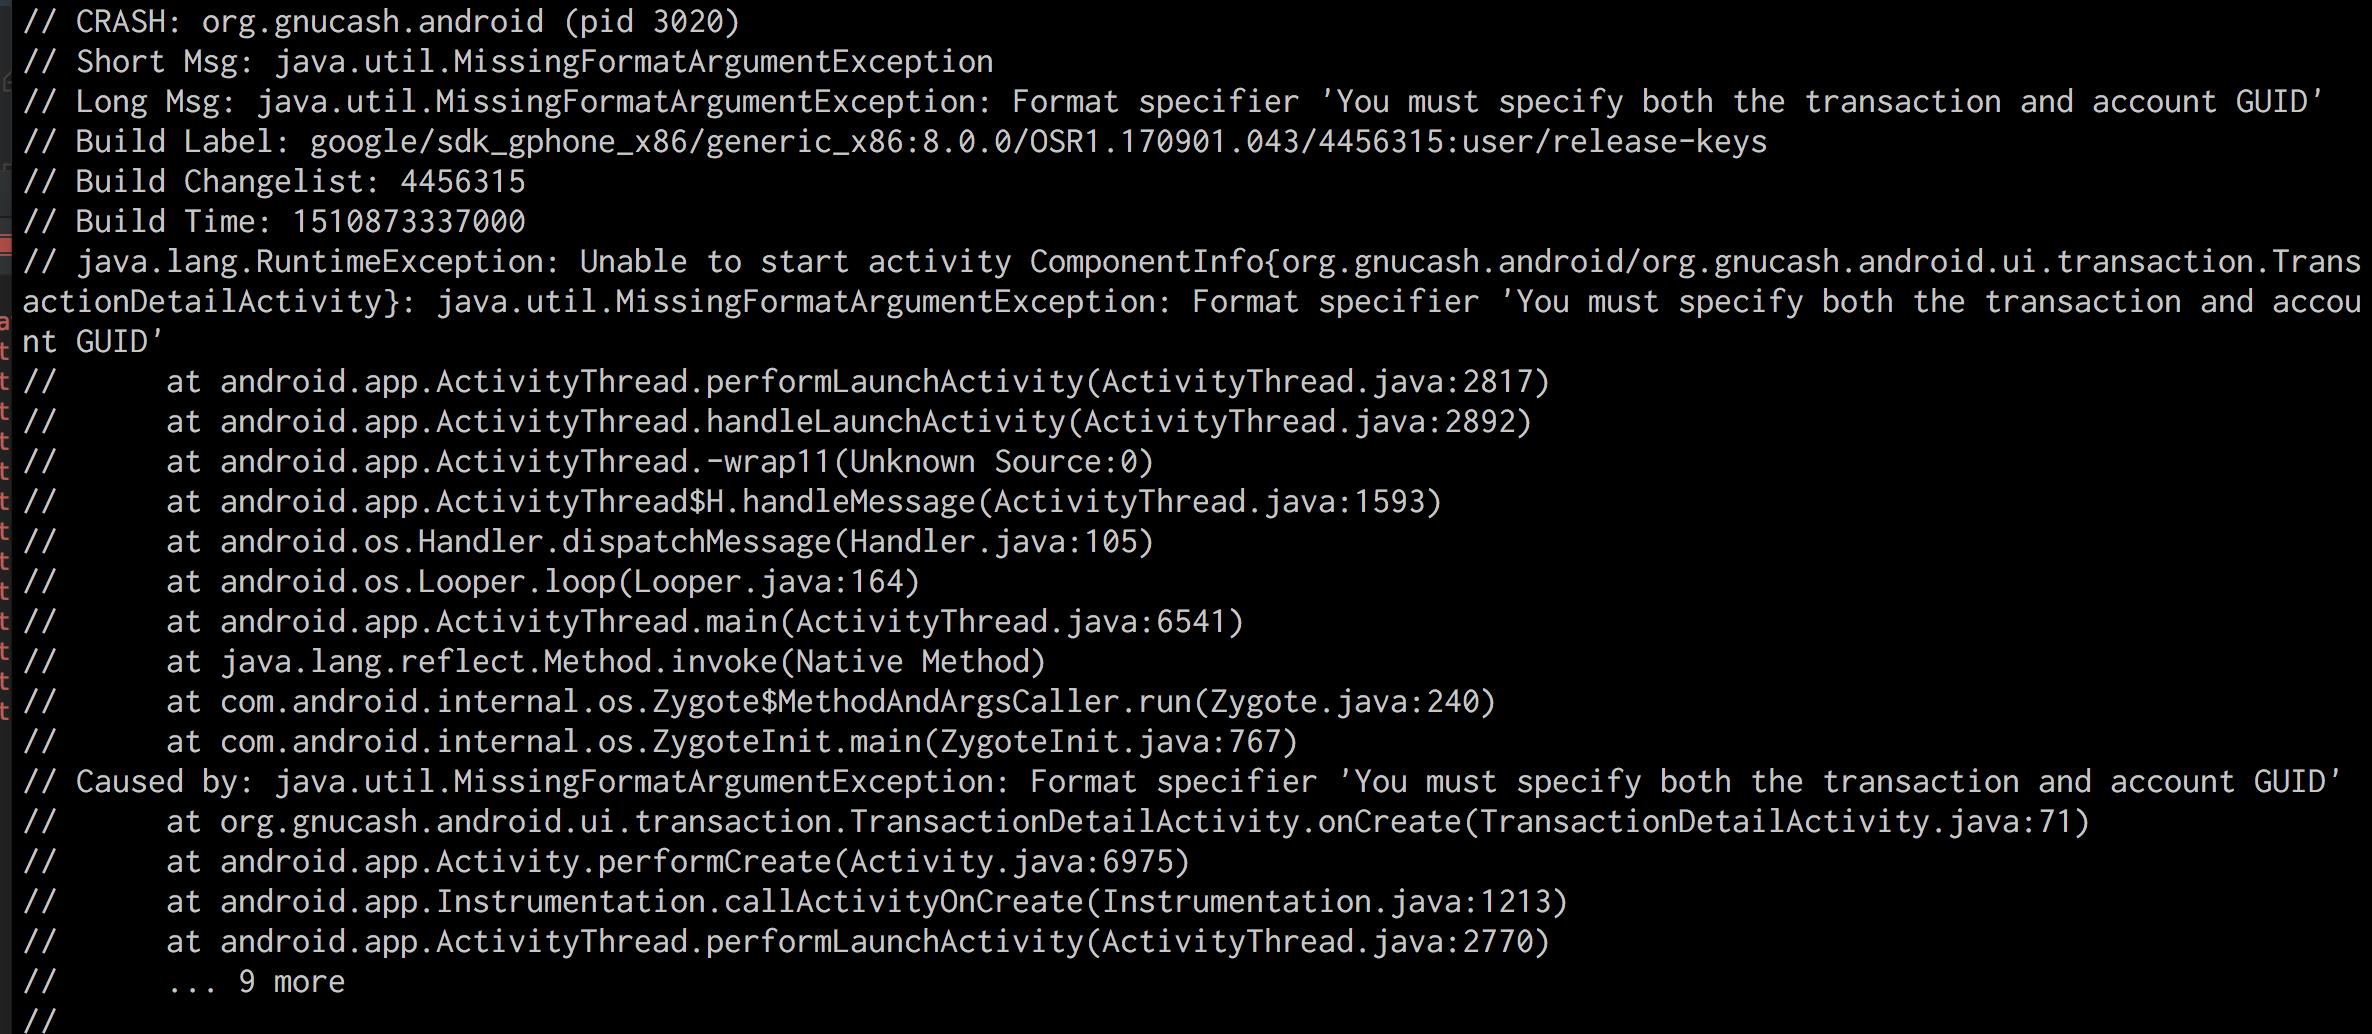 // CRASH: org.gnucash.android (pid 3020)
// Short Msg: java.util.MissingFormatArgumentException
// Long Msg: java.util.MissingFormatArgumentException: Format specifier 'You must specify both the transaction and account GUID'
// Build Label: google/sdk_gphone_x86/generic_x86:8.0.0/OSR1.170901.043/4456315:user/release-keys
// Build Changelist: 4456315
// Build Time: 1510873337000
// java.lang.RuntimeException: Unable to start activity ComponentInfo{org.gnucash.android/org.gnucash.android.ui.transaction.Trans
actionDetailActivity}: java.util.MissingFormatArgumentException: Format specifier 'You must specify both the transaction and accou
nt GUID'
//      at android.app.ActivityThread.performLaunchActivity(ActivityThread.java:2817)
//      at android.app.ActivityThread.handleLaunchActivity(ActivityThread.java:2892)
//      at android.app.ActivityThread.-wrap11(Unknown Source:0)
//      at android.app.ActivityThread$H.handleMessage(ActivityThread.java:1593)
//      at android.os.Handler.dispatchMessage(Handler.java:105)
//      at android.os.Looper.loop(Looper.java:164)
//      at android.app.ActivityThread.main(ActivityThread.java:6541)
//      at java.lang.reflect.Method.invoke(Native Method)
//      at com.android.internal.os.Zygote$MethodAndArgsCaller.run(Zygote.java:240)
//      at com.android.internal.os.ZygoteInit.main(ZygoteInit.java:767)
// Caused by: java.util.MissingFormatArgumentException: Format specifier 'You must specify both the transaction and account GUID'
//      at org.gnucash.android.ui.transaction.TransactionDetailActivity.onCreate(TransactionDetailActivity.java:71)
//      at android.app.Activity.performCreate(Activity.java:6975)
//      at android.app.Instrumentation.callActivityOnCreate(Instrumentation.java:1213)
//      at android.app.ActivityThread.performLaunchActivity(ActivityThread.java:2770)
//      ... 9 more
//